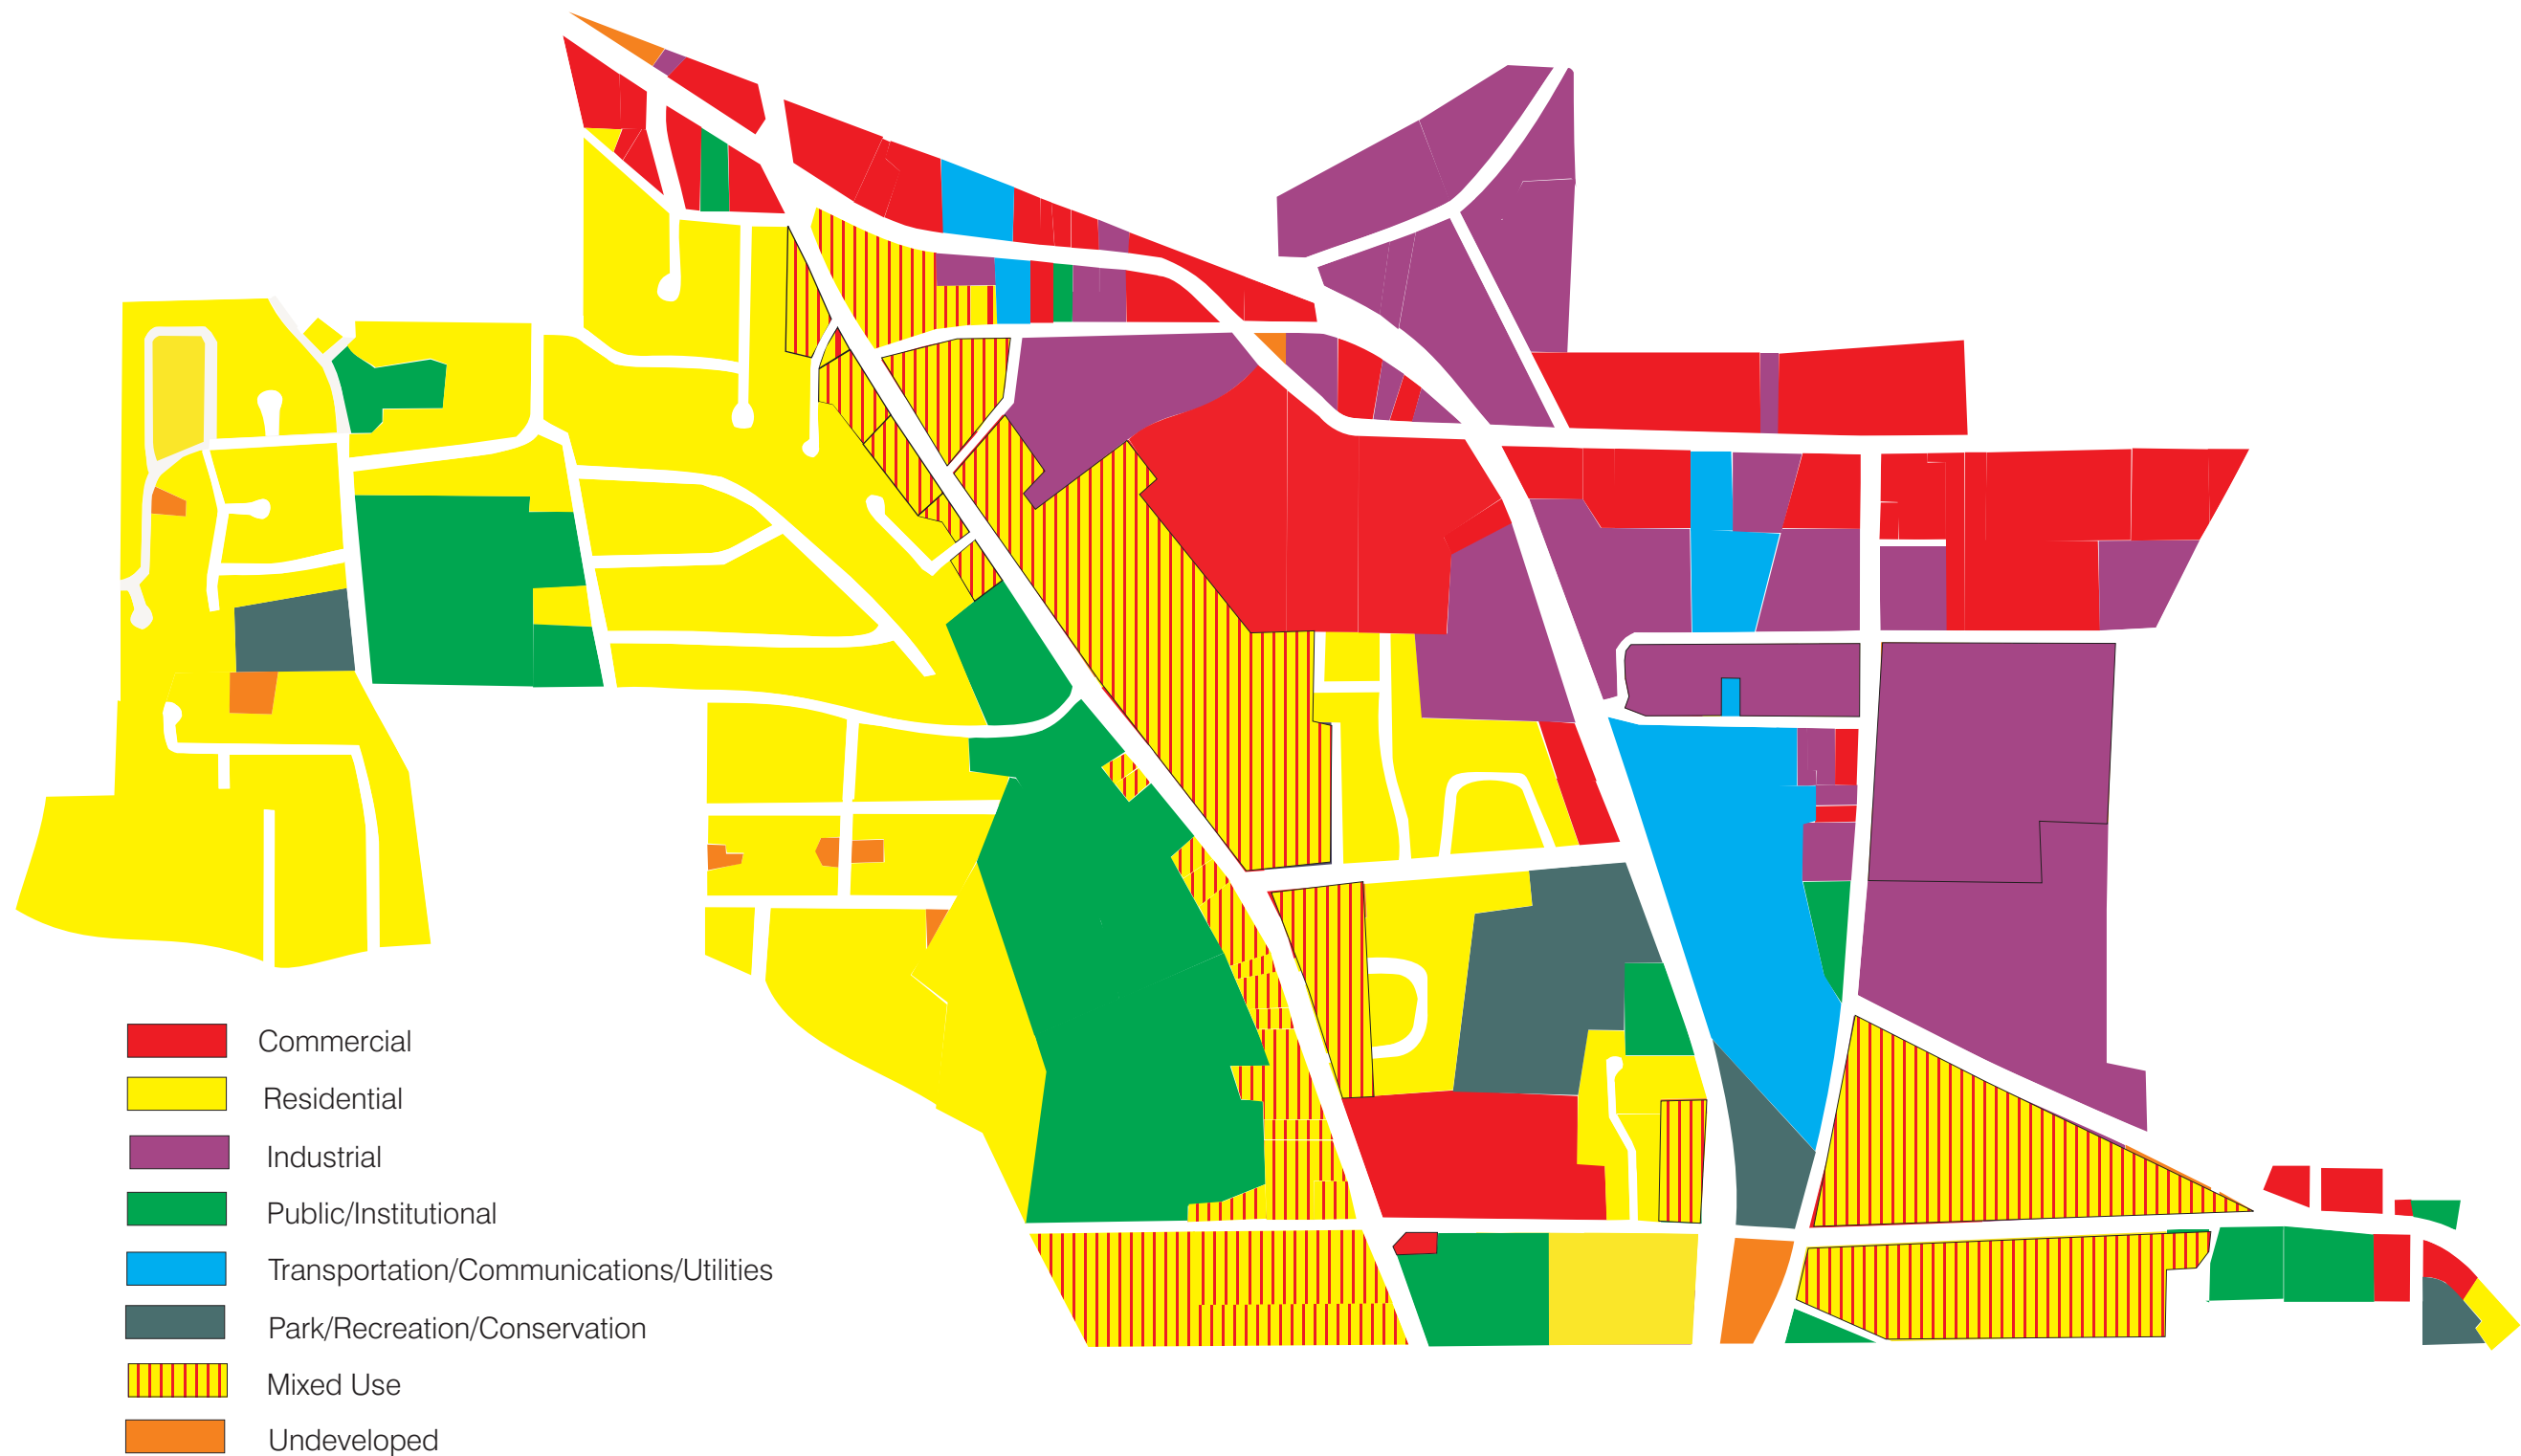 Commercial
Residential
Industrial
Public/Institutional
Transportation/Communications/Utilities
Park/Recreation/Conservation
Mixed Use
Undeveloped